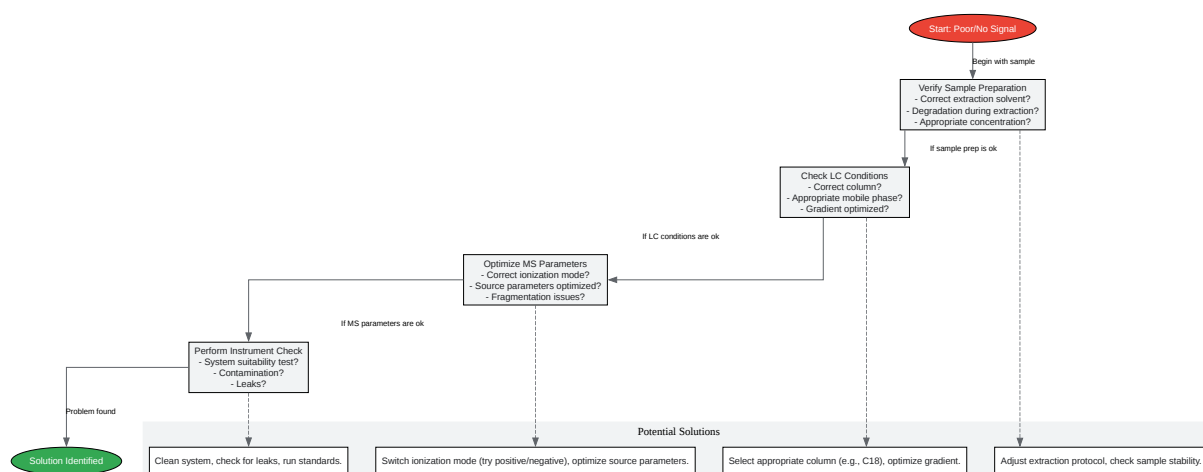 Start: Poor/No Signal
Begin with sample
Verify Sample Preparation
- Correct extraction solvent?
- Degradation during extraction?
- Appropriate concentration?
If sample prep is ok
Check LC Conditions
- Correct column?
- Appropriate mobile phase?
- Gradient optimized?
If LC conditions are ok
Optimize MS Parameters
- Correct ionization mode?
- Source parameters optimized?
- Fragmentation issues?
If MS parameters are ok
Perform Instrument Check
- System suitability test?
- Contamination?
- Leaks?
Problem found
Potential Solutions
Solution Identified
Clean system, check for leaks, run standards.
Switch ionization mode (try positive/negative), optimize source parameters.
Select appropriate column (e.g., C18), optimize gradient.
Adjust extraction protocol, check sample stability.